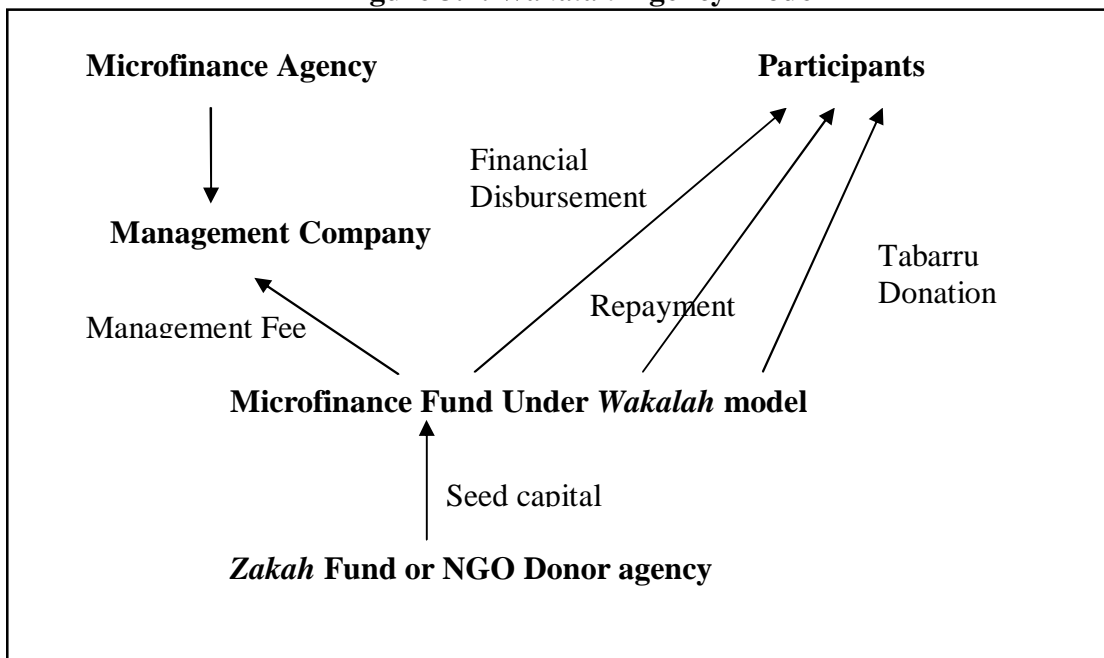 Microfinance Agency
Participants
Financial
Disbursement
Management Company
Tabarru
Donation
Repayment
Management Fee
Microfinance Fund Under Wakalah model
Seed capital
Zakah Fund or NGO Donor agency